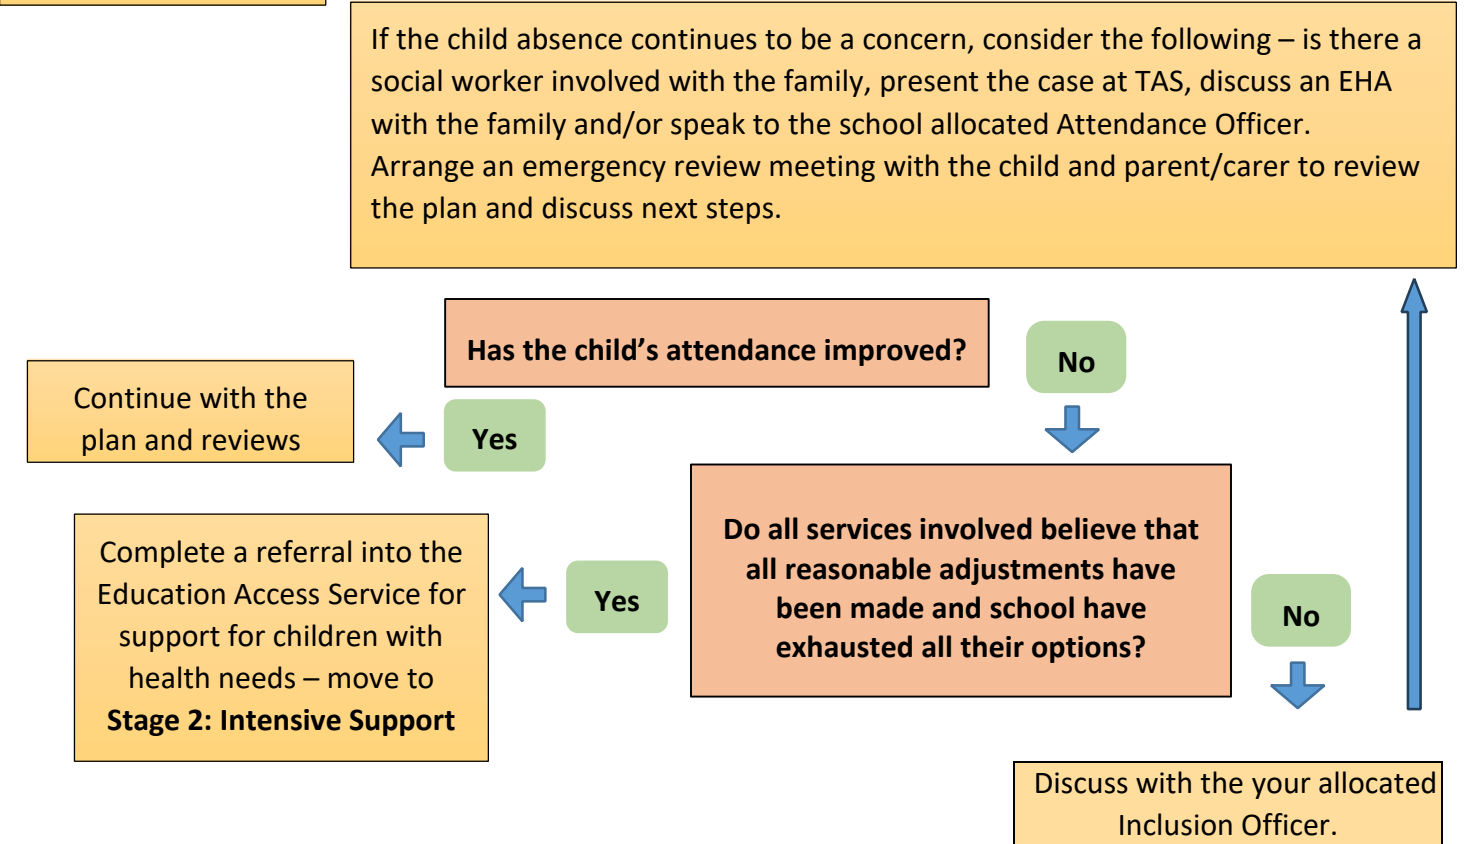 If the child absence continues to be a concern, consider the following – is there a
social worker involved with the family, present the case at TAS, discuss an EHA
with the family and/or speak to the school allocated Attendance Officer.
Arrange an emergency review meeting with the child and parent/carer to review
the plan and discuss next steps.
Has the child’s attendance improved?
No
Continue with the
plan and reviews
Yes
Do all services involved believe that
all reasonable adjustments have
been made and school have
exhausted all their options?
Complete a referral into the
Education Access Service for
support for children with
health needs – move to
Stage 2: Intensive Support
Yes
No
Discuss with the your allocated
Inclusion Officer.